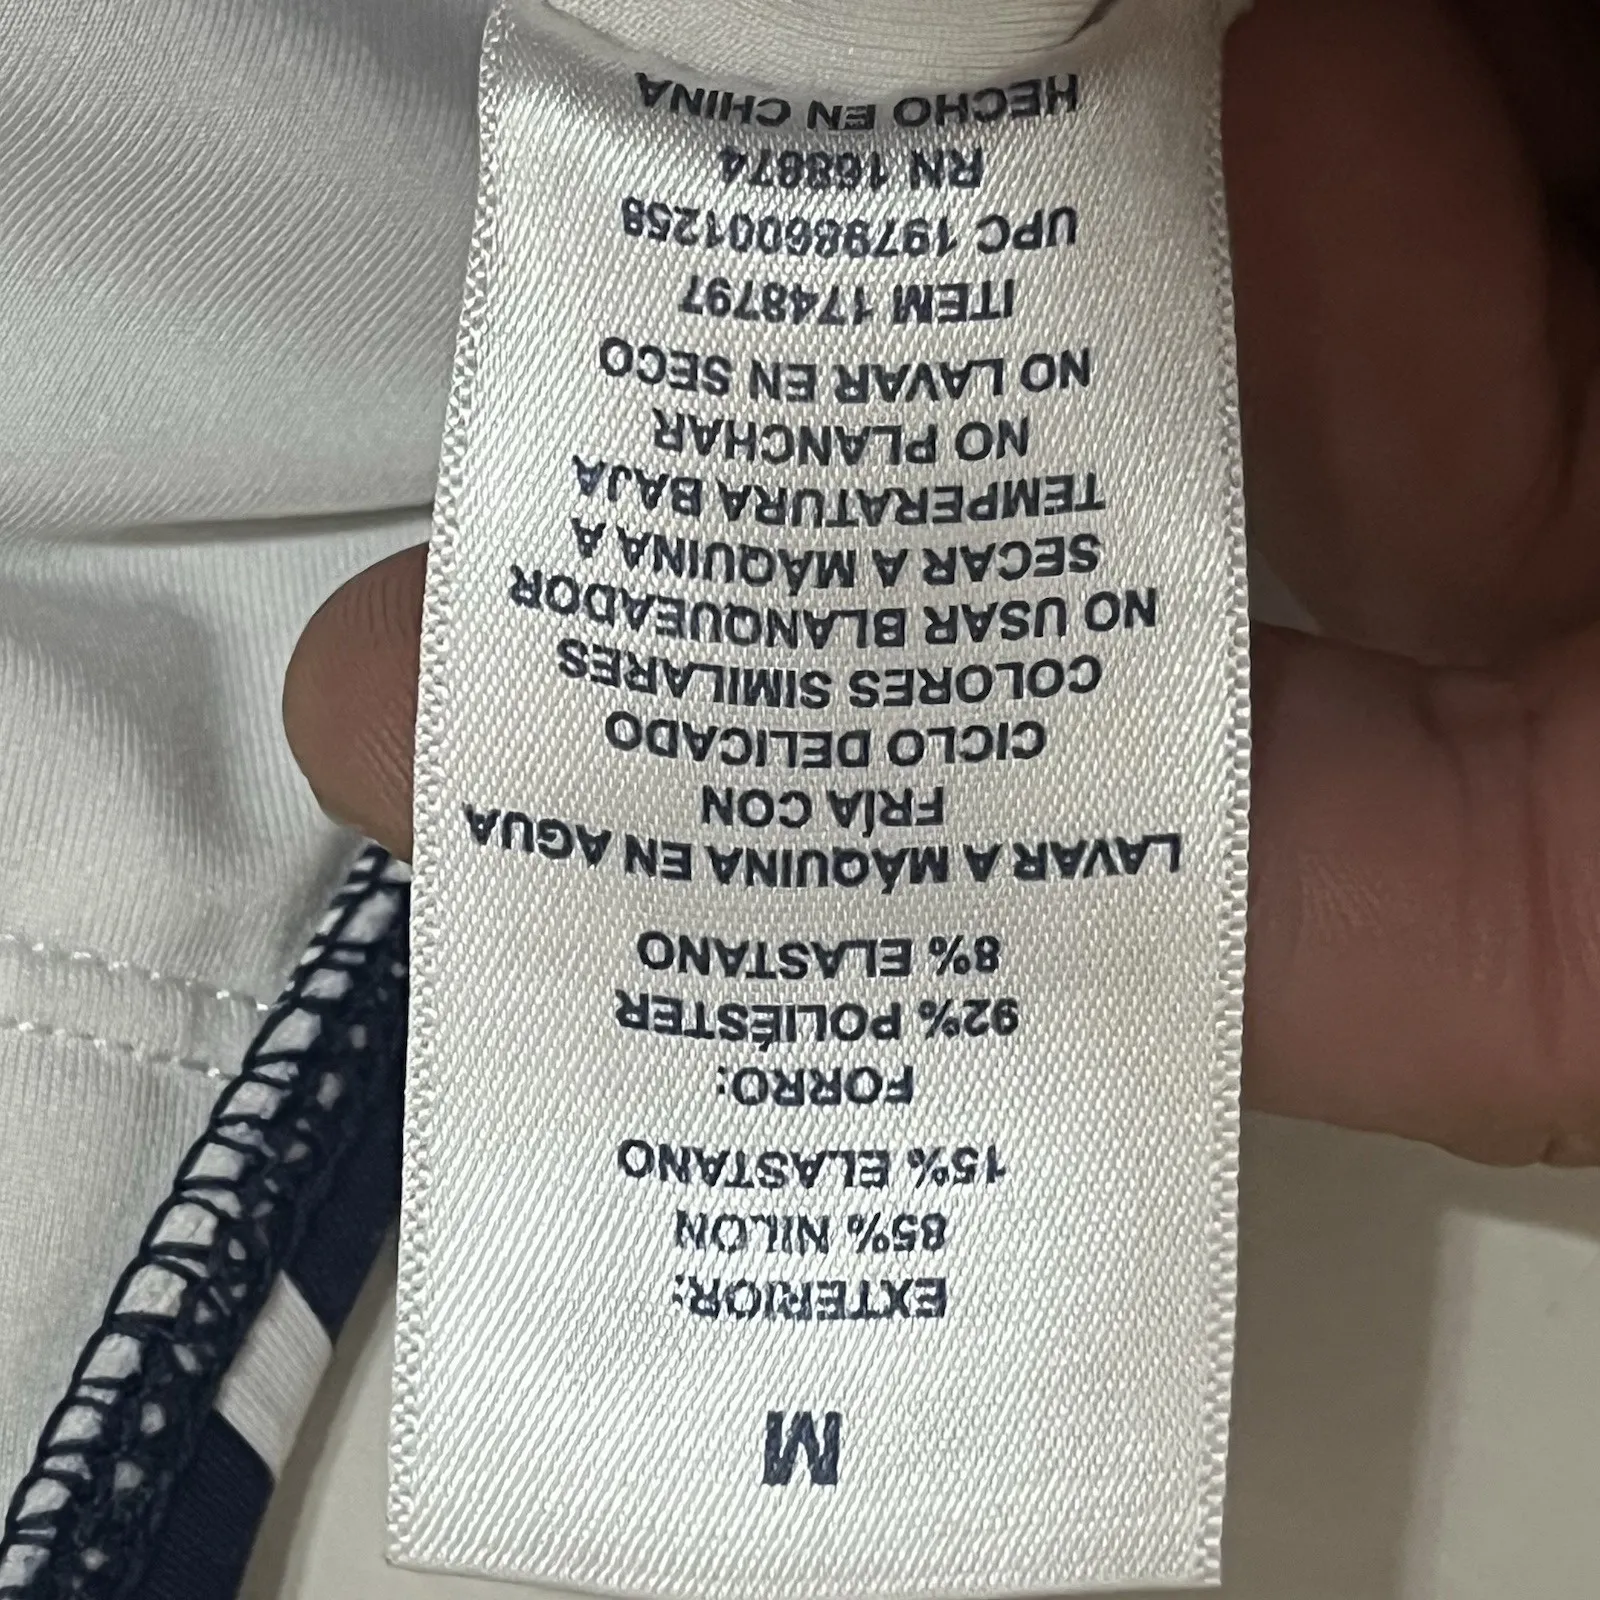 M
EXTERIOR:
85% NILON
15% ELASTANO
FORRO:
92% POLIÉSTER
8% ELASTANO
LAVAR A MÁQUINA EN AGUA
FRÍA CON
CICLO DELICADO
COLORES SIMILARES
NO USAR BLANQUEADOR
SECAR A MÁQUINA A
TEMPERATURA BAJA
NO PLANCHAR
NO LAVAR EN SECO
ITEM 1748797
UPC 197986001258
RN
HECHO EN CHINA